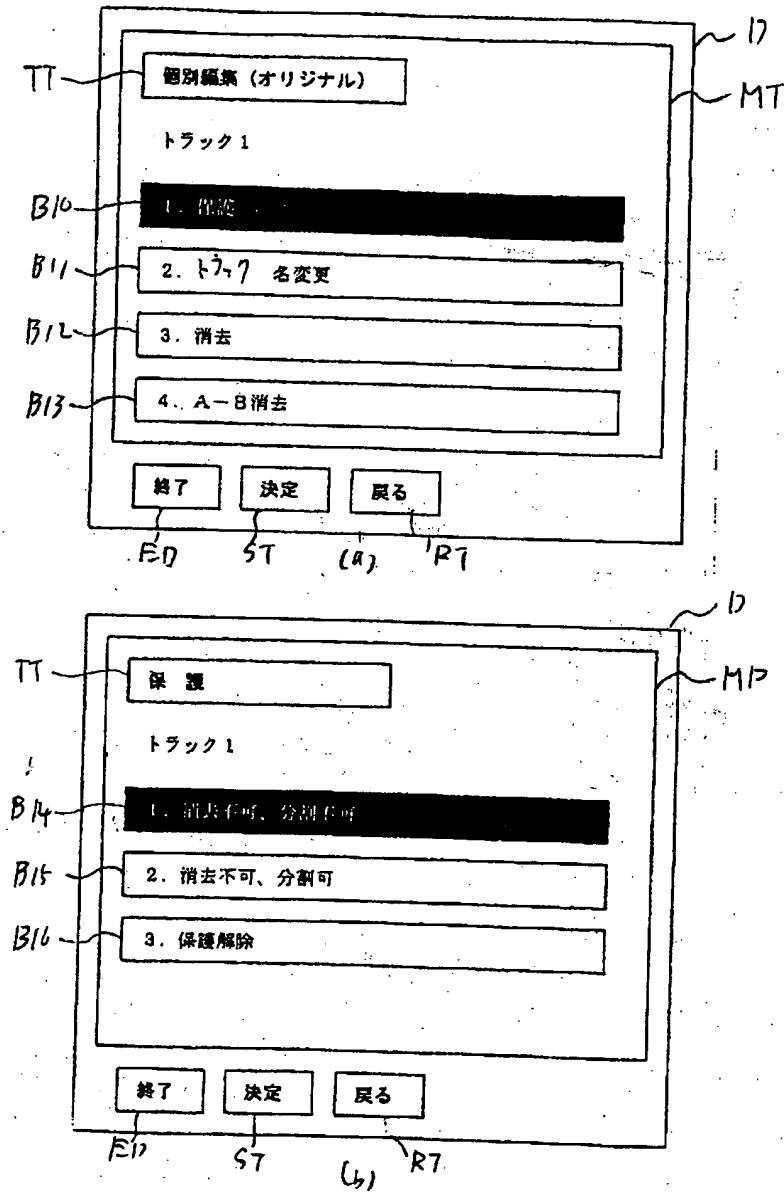 D
TT
個別編集（オリジナル）
MT
トラック1
B10
1．保護
B11
2．トラック 名変更
B12
3．消去
B13
4．A－B消去
終了 決定 戻る
ED ST (a) RT
D
TT
保 護
MP
トラック1
B14
1．消去不可、分割不可
B15
2．消去不可、分割可
B16
3．保護解除
終了 決定 戻る
ED ST RT
(b)